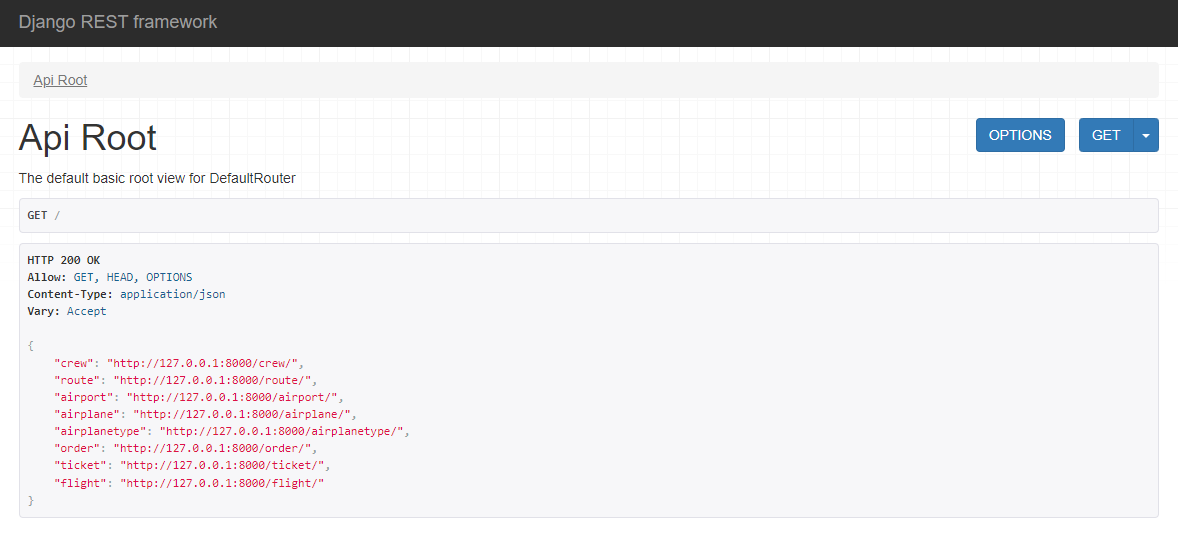 Django REST framework
Api Root
Api Root
OPTIONS
GET
The default basic root view for DefaultRouter
GET /
HTTP 200 OK
Allow: GET, HEAD, OPTIONS
Content-Type: application/json
Vary: Accept
{
    "crew": "http://127.0.0.1:8000/crew/",
    "route": "http://127.0.0.1:8000/route/",
    "airport": "http://127.0.0.1:8000/airport/",
    "airplane": "http://127.0.0.1:8000/airplane/",
    "airplanetype": "http://127.0.0.1:8000/airplanetype/",
    "order": "http://127.0.0.1:8000/order/",
    "ticket": "http://127.0.0.1:8000/ticket/",
    "flight": "http://127.0.0.1:8000/flight/"
}